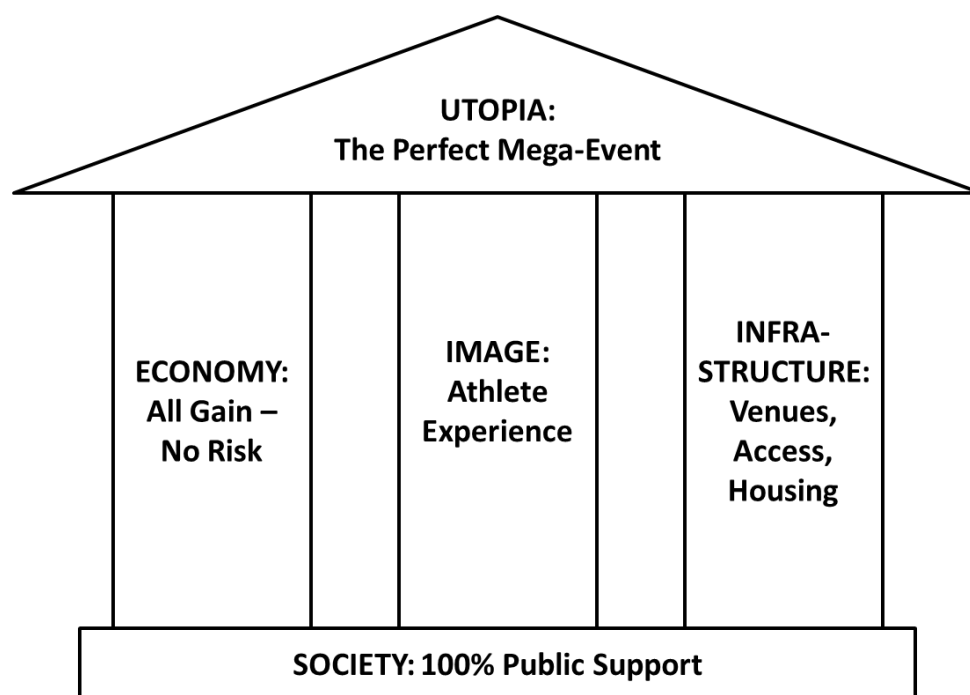 UTOPIA:
The Perfect Mega-Event
ECONOMY:
All Gain –
No Risk
IMAGE:
Athlete
Experience
INFRA-
STRUCTURE:
Venues,
Access,
Housing
SOCIETY: 100% Public Support